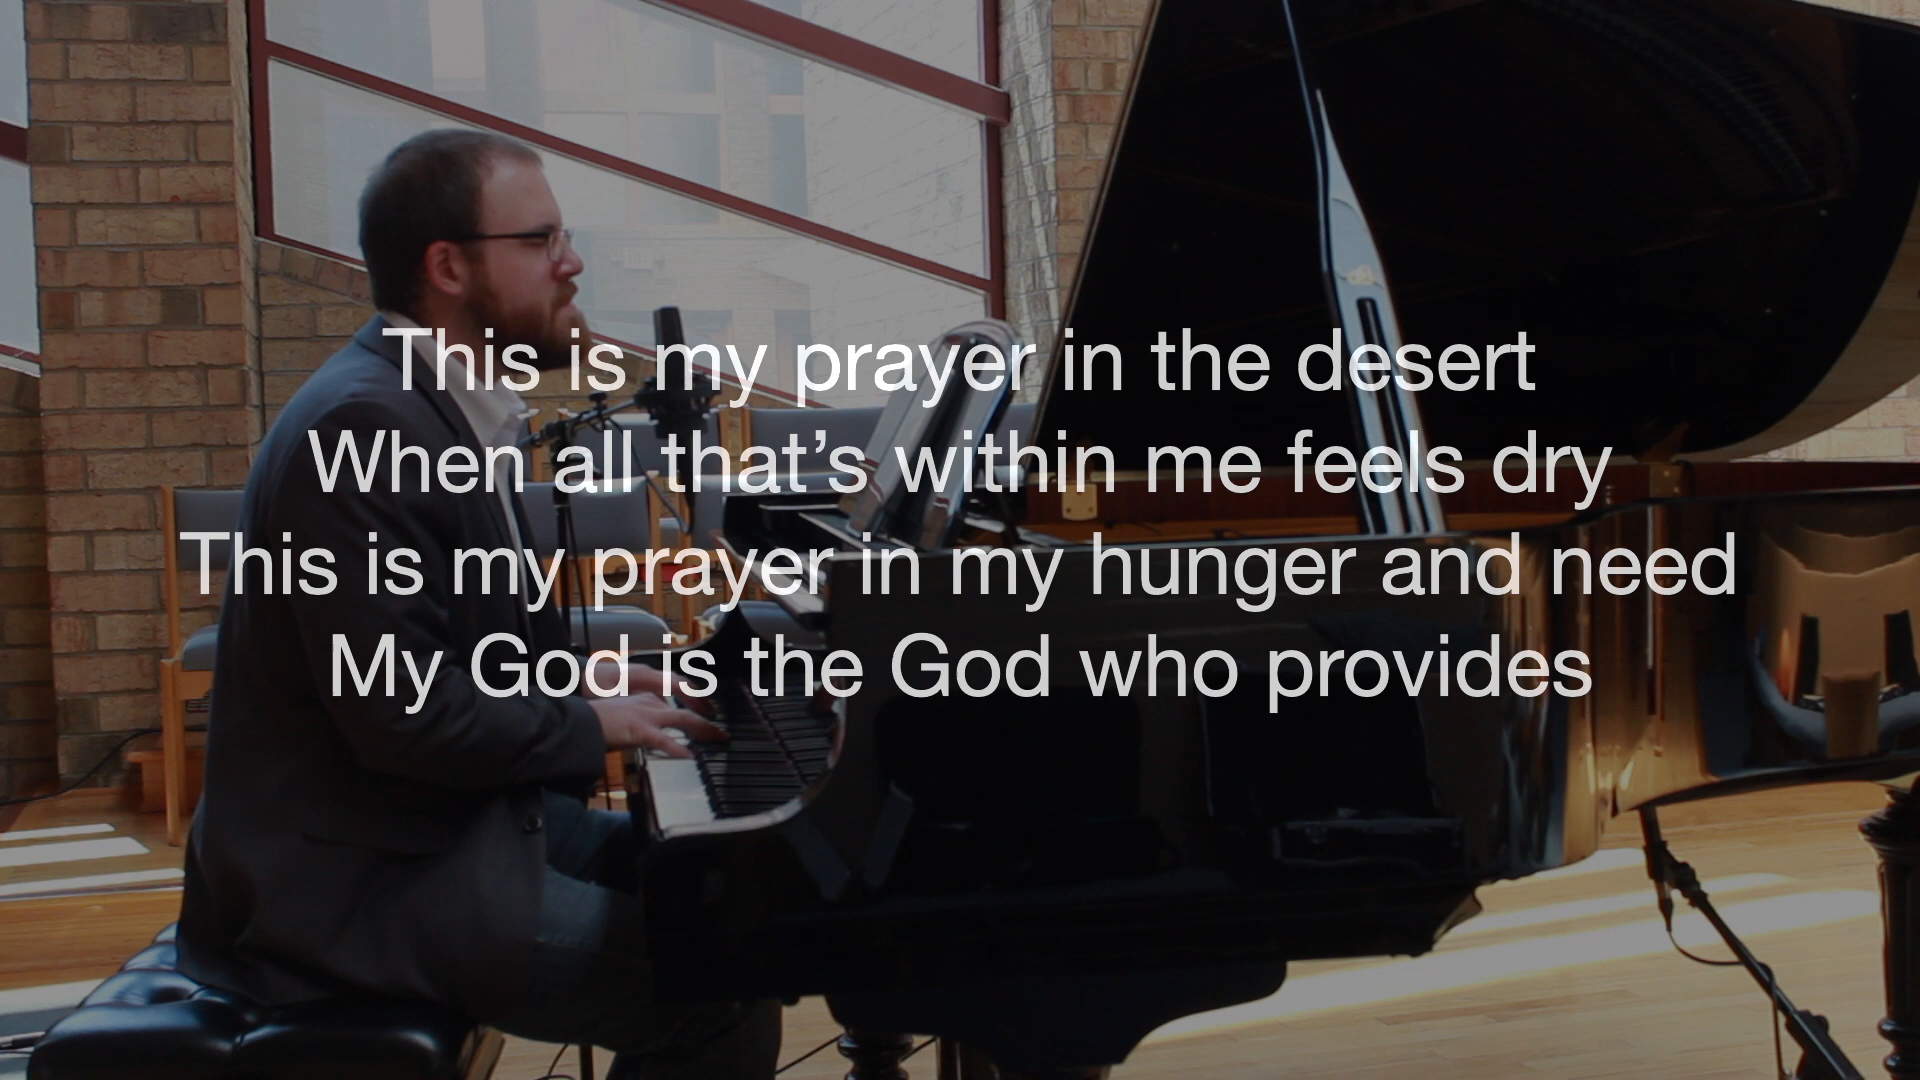 This is my prayer in the desert
When all that’s within me feels dry
This is my prayer in my hunger and need
My God is the God who provides